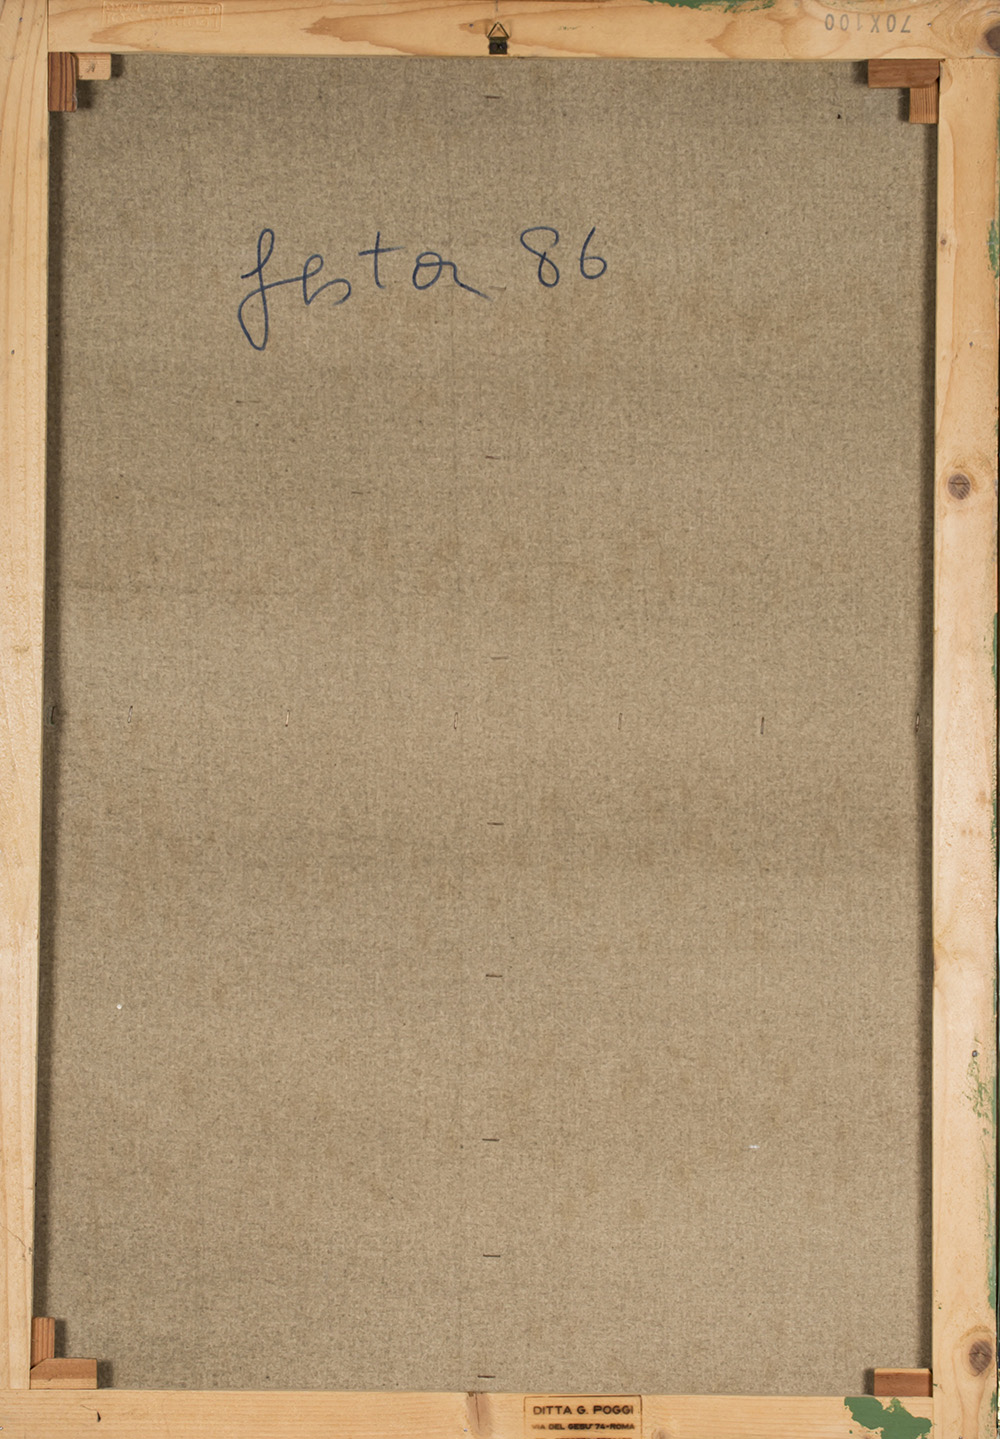 70X100
festa 86
DITTA G. POGGI
VIA DEL GESU' 74-ROMA